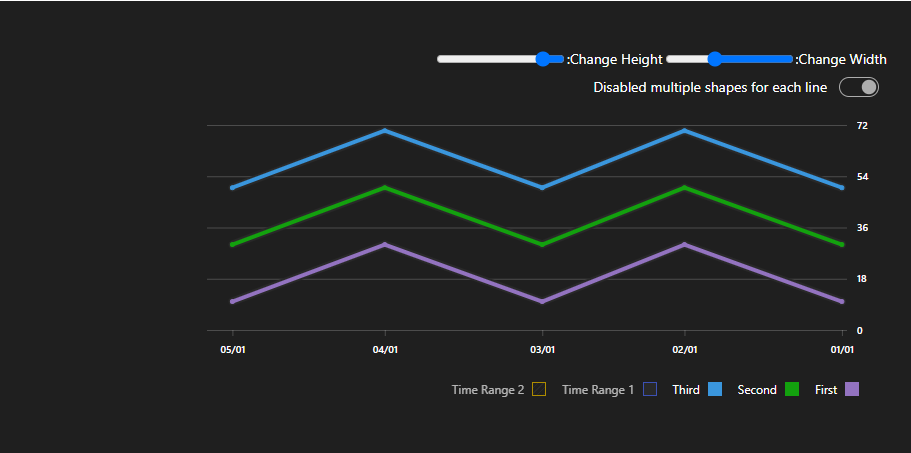 :Change Height :Change Width
Disabled multiple shapes for each line
72
54
36
18
0
05/01 04/01 03/01 02/01 01/01
Time Range 2 Time Range 1 Third Second First